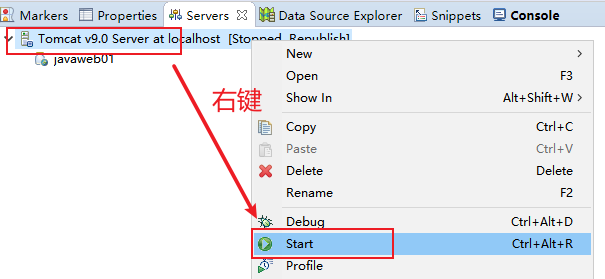 Markers Properties Servers Data Source Explorer Snippets Console
Tomcat v9.0 Server at localhost [Stopped, Republish]
javaweb01
右键
New
Open F3
Show In Alt+Shift+W
Copy Ctrl+C
Paste Ctrl+V
Delete Delete
Rename F2
Debug Ctrl+Alt+D
Start Ctrl+Alt+R
Profile